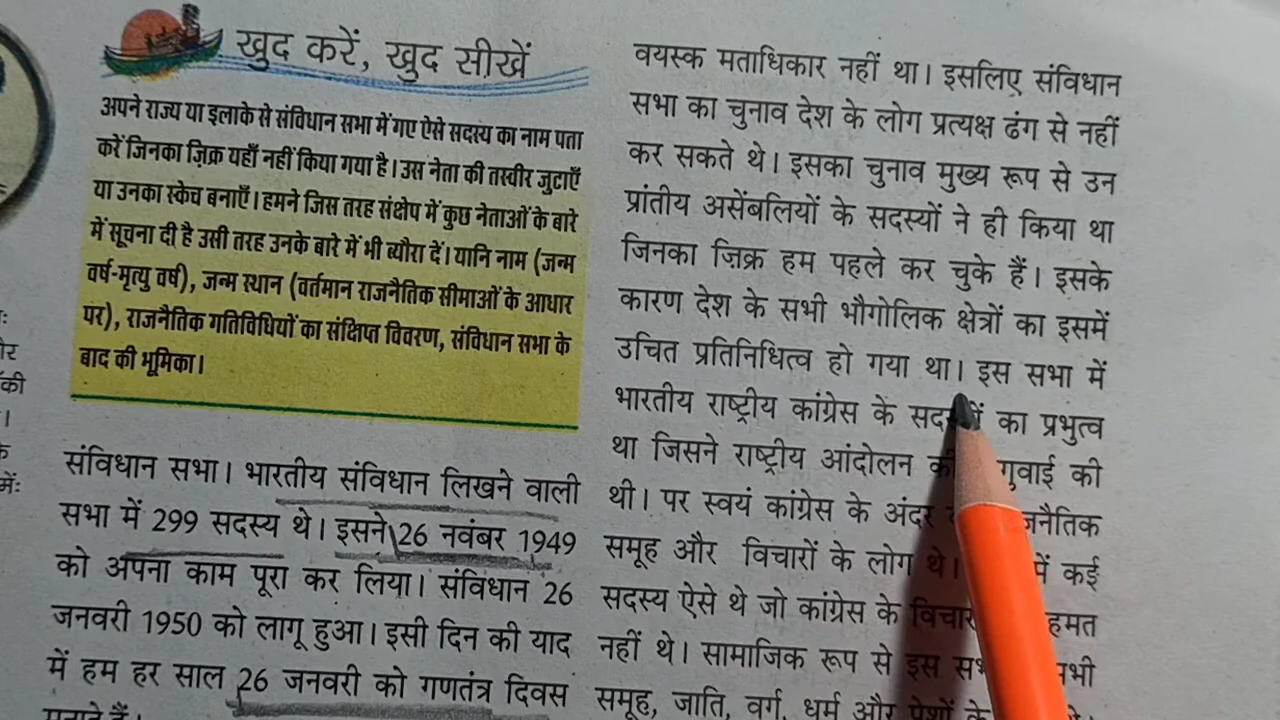 खुद करें, खुद सीखें
अपने राज्य या इलाके से संविधान सभा में गए ऐसे सदस्य का नाम पता
करें जिनका ज़िक्र यहाँ नहीं किया गया है। उस नेता की तस्वीर जुटाएँ
या उनका स्केच बनाएँ। हमने जिस तरह संक्षेप में कुछ नेताओं के बारे
में सूचना दी है उसी तरह उनके बारे में भी ब्यौरा दें। यानि नाम (जन्म
वर्ष-मृत्यु वर्ष), जन्म स्थान (वर्तमान राजनैतिक सीमाओं के आधार
पर), राजनैतिक गतिविधियों का संक्षिप्त विवरण, संविधान सभा के
बाद की भूमिका।
संविधान सभा। भारतीय संविधान लिखने वाली
सभा में 299 सदस्य थे। इसने 26 नवंबर 1949
को अपना काम पूरा कर लिया। संविधान 26
जनवरी 1950 को लागू हुआ। इसी दिन की याद
में हम हर साल 26 जनवरी को गणतंत्र दिवस
वयस्क मताधिकार नहीं था। इसलिए संविधान
सभा का चुनाव देश के लोग प्रत्यक्ष ढंग से नहीं
कर सकते थे। इसका चुनाव मुख्य रूप से उन
प्रांतीय असेंबलियों के सदस्यों ने ही किया था
जिनका ज़िक्र हम पहले कर चुके हैं। इसके
कारण देश के सभी भौगोलिक क्षेत्रों का इसमें
उचित प्रतिनिधित्व हो गया था। इस सभा में
भारतीय राष्ट्रीय कांग्रेस के का प्रभुत्व
था जिसने राष्ट्रीय आंदोलन की
थी। पर स्वयं कांग्रेस के अंदर
समूह और विचारों के लोग थे। कई
सदस्य ऐसे थे जो कांग्रेस के
नहीं थे। सामाजिक रूप से इस
समूह, जाति, वर्ग, धर्म और